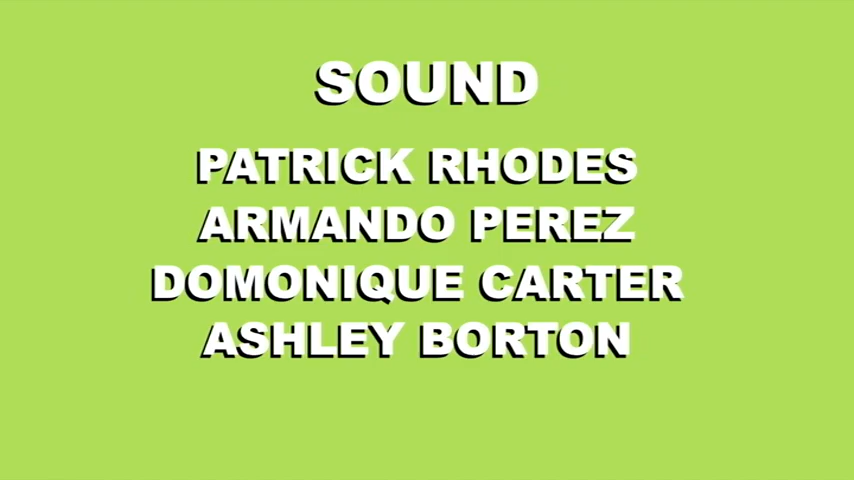 SOUND
PATRICK RHODES
ARMANDO PEREZ
DOMONIQUE CARTER
ASHLEY BORTON